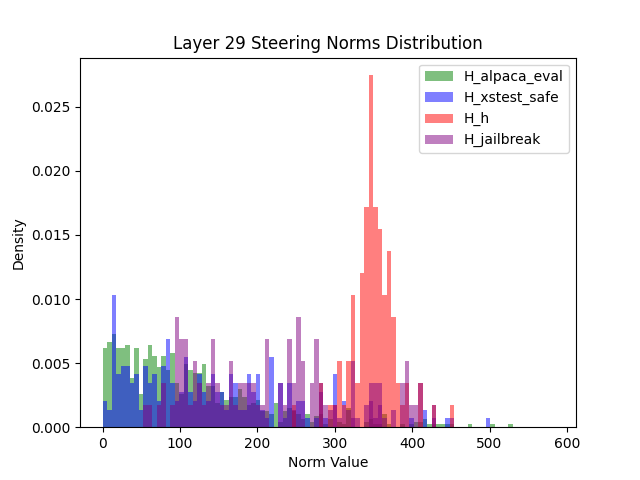 Layer 29 Steering Norms Distribution
H_alpaca_eval
H_xstest_safe
H_h
H_jailbreak
0.025
0.020
0.015
0.010
0.005
0.000
Density
0 100 200 300 400 500 600
Norm Value